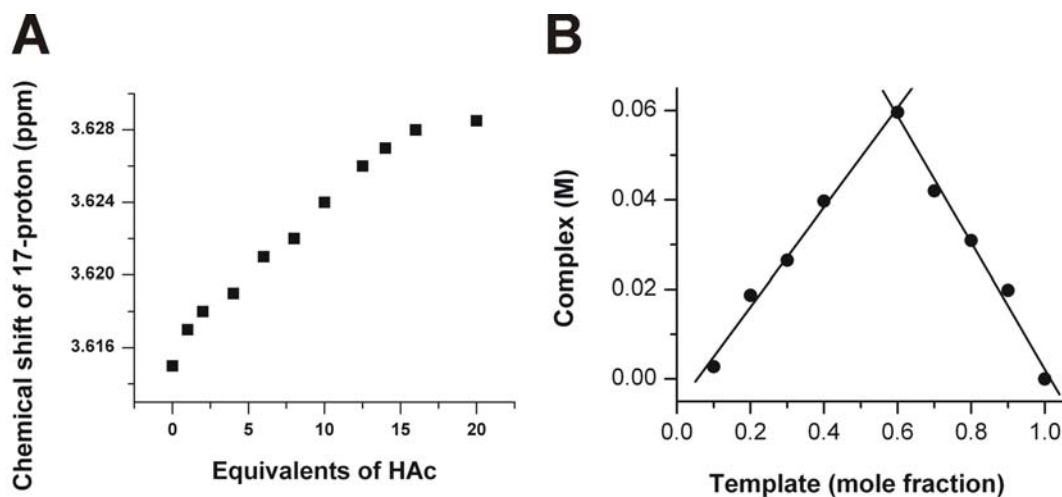 A
Chemical shift of 17-proton (ppm)
3.628
3.624
3.620
3.616
0 5 10 15 20
Equivalents of HAc
B
Complex (M)
0.06
0.04
0.02
0.00
0.0 0.2 0.4 0.6 0.8 1.0
Template (mole fraction)